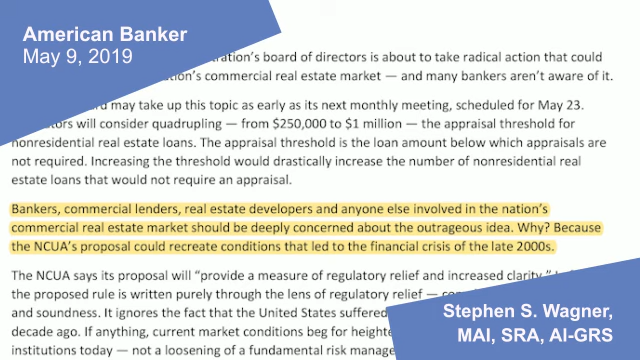 American Banker
May 9, 2019
ration's board of directors is about to take radical action that could
tion's commercial real estate market — and many bankers aren't aware of it.
may take up this topic as early as its next monthly meeting, scheduled for May 23.
will consider quadrupling — from $250,000 to $1 million — the appraisal threshold for
nonresidential real estate loans. The appraisal threshold is the loan amount below which appraisals are
not required. Increasing the threshold would drastically increase the number of nonresidential real
estate loans that would not require an appraisal.
Bankers, commercial lenders, real estate developers and anyone else involved in the nation's
commercial real estate market should be deeply concerned about the outrageous idea. Why? Because
the NCUA's proposal could recreate conditions that led to the financial crisis of the late 2000s.
The NCUA says its proposal will "provide a measure of regulatory relief and increased clarity."
the proposed rule is written purely through the lens of regulatory relief —
and soundness. It ignores the fact that the United States suffered
decade ago. If anything, current market conditions beg for heighte
institutions today — not a loosening of a fundamental risk manage
Stephen S. Wagner,
MAI, SRA, AI-GRS